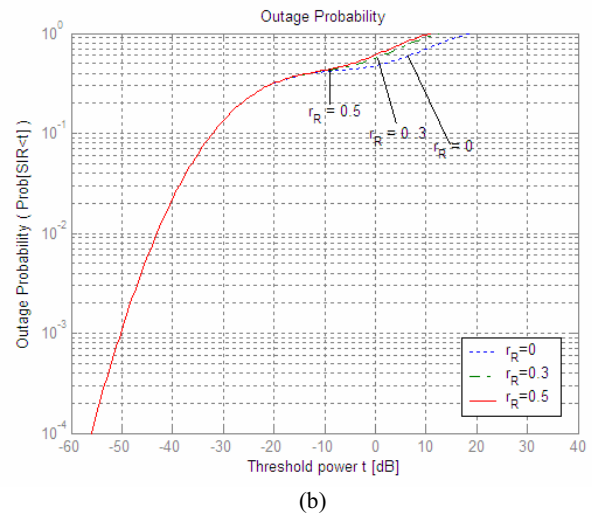 Outage Probability
Outage Probability ( Prob[SIR<t] )
10^0
10^-1
10^-2
10^-3
10^-4
r_R = 0.5
r_R = 0 3
r_R = 0
r_R=0
r_R=0.3
r_R=0.5
-60 -50 -40 -30 -20 -10 0 10 20 30 40
Threshold power t [dB]
(b)